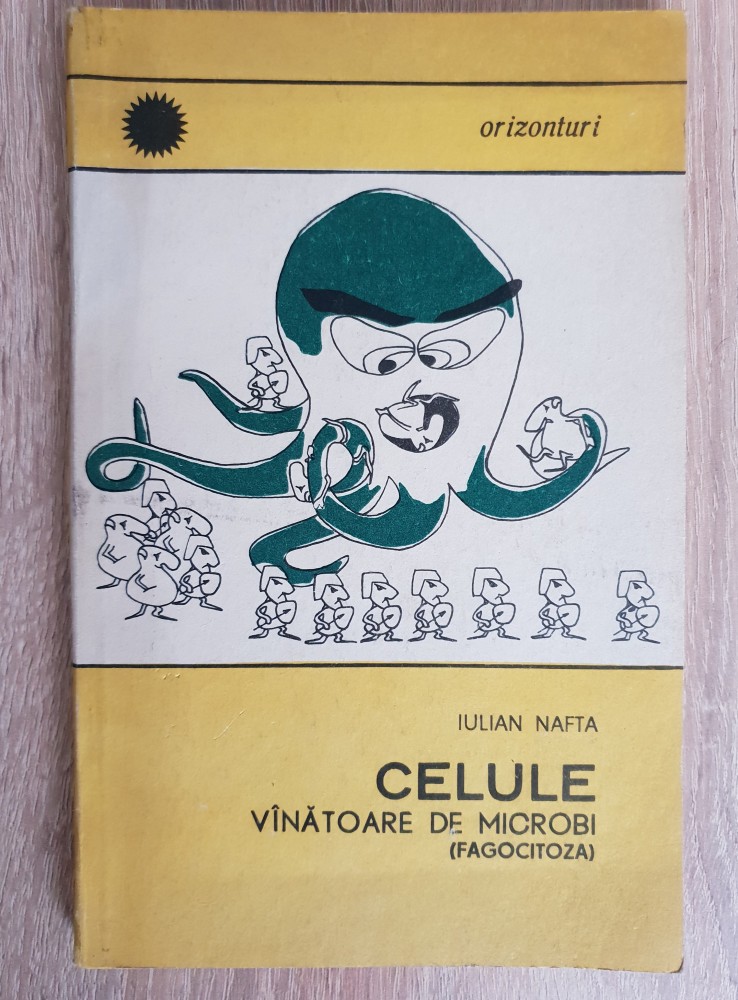 orizonturi
IULIAN NAFTA
CELULE
VÎNĂTOARE DE MICROBI
(FAGOCITOZA)